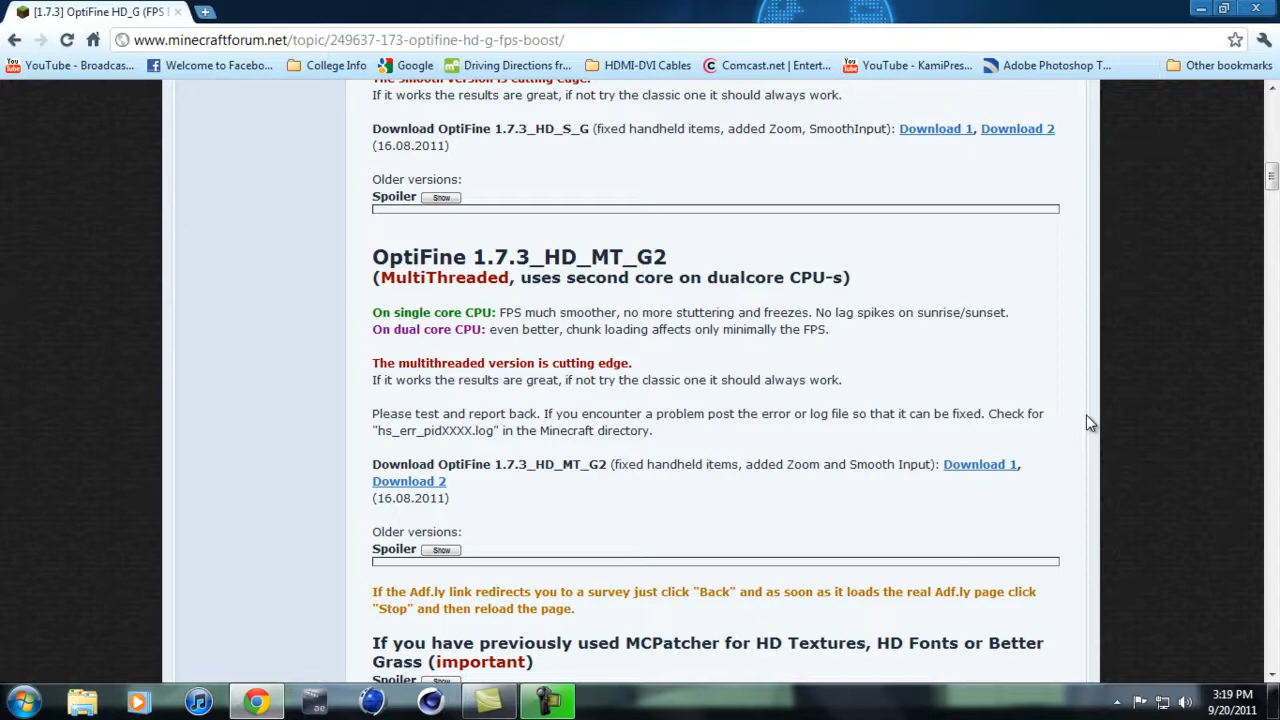 [1.7.3] OptiFine HD_G (FPS
www.minecraftforum.net/topic/249637-173-optifine-hd-g-fps-boost/
YouTube - Broadcas... Welcome to Facebo... College Info Google Driving Directions fr... HDMI-DVI Cables Comcast.net | Entert... YouTube - KamiPres... Adobe Photoshop T... Other bookmarks
The smooth version is cutting edge.
If it works the results are great, if not try the classic one it should always work.
Download OptiFine 1.7.3_HD_S_G (fixed handheld items, added Zoom, SmoothInput): Download 1, Download 2
(16.08.2011)
Older versions:
Spoiler Show
OptiFine 1.7.3_HD_MT_G2
(MultiThreaded, uses second core on dualcore CPU-s)
On single core CPU: FPS much smoother, no more stuttering and freezes. No lag spikes on sunrise/sunset.
On dual core CPU: even better, chunk loading affects only minimally the FPS.
The multithreaded version is cutting edge.
If it works the results are great, if not try the classic one it should always work.
Please test and report back. If you encounter a problem post the error or log file so that it can be fixed. Check for
"hs_err_pidXXXX.log" in the Minecraft directory.
Download OptiFine 1.7.3_HD_MT_G2 (fixed handheld items, added Zoom and Smooth Input): Download 1,
Download 2
(16.08.2011)
Older versions:
Spoiler Show
If the Adf.ly link redirects you to a survey just click "Back" and as soon as it loads the real Adf.ly page click
"Stop" and then reload the page.
If you have previously used MCPatcher for HD Textures, HD Fonts or Better
Grass (important)
Spoiler Show
ae
3:19 PM
9/20/2011